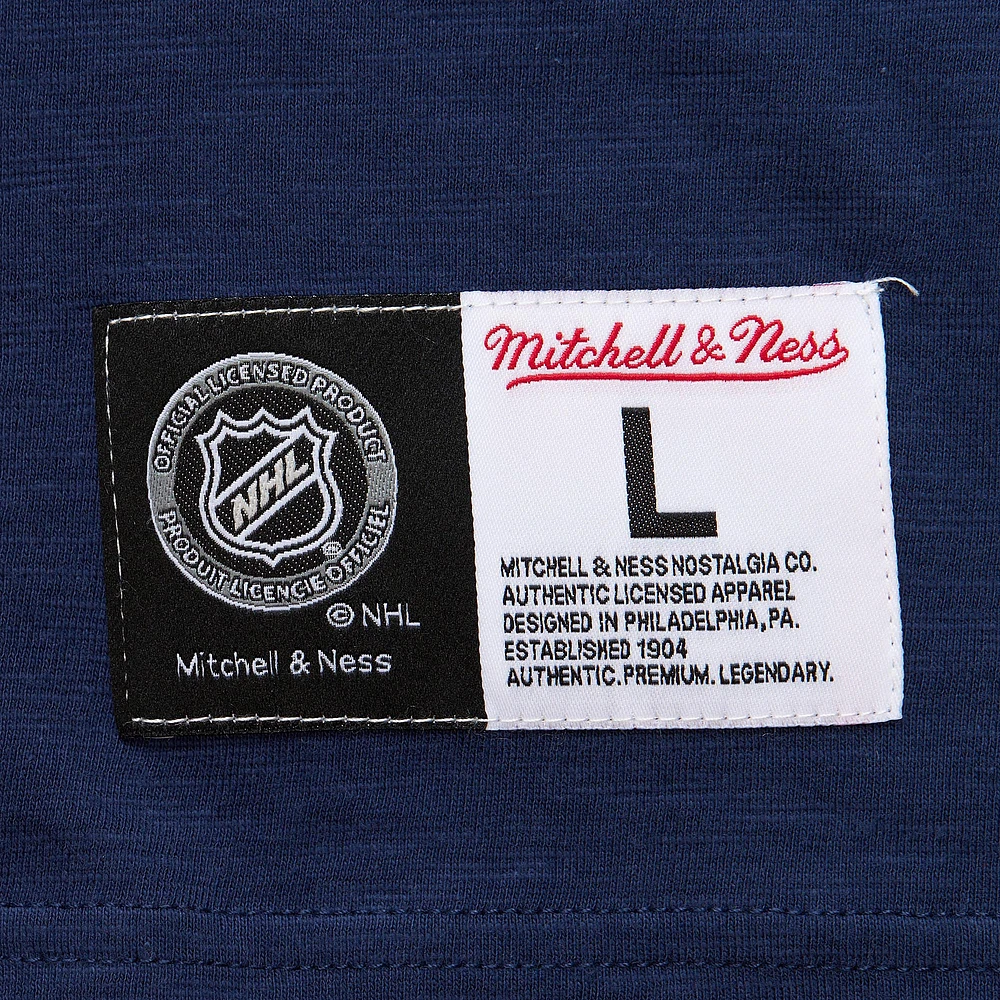 OFFICIAL LICENSED PRODUCT
NHL
PRODUIT LICENCIE OFFICIEL
© NHL
Mitchell & Ness
Mitchell & Ness
L
MITCHELL & NESS NOSTALGIA CO.
AUTHENTIC LICENSED APPAREL
DESIGNED IN PHILADELPHIA, PA.
ESTABLISHED 1904
AUTHENTIC. PREMIUM. LEGENDARY.